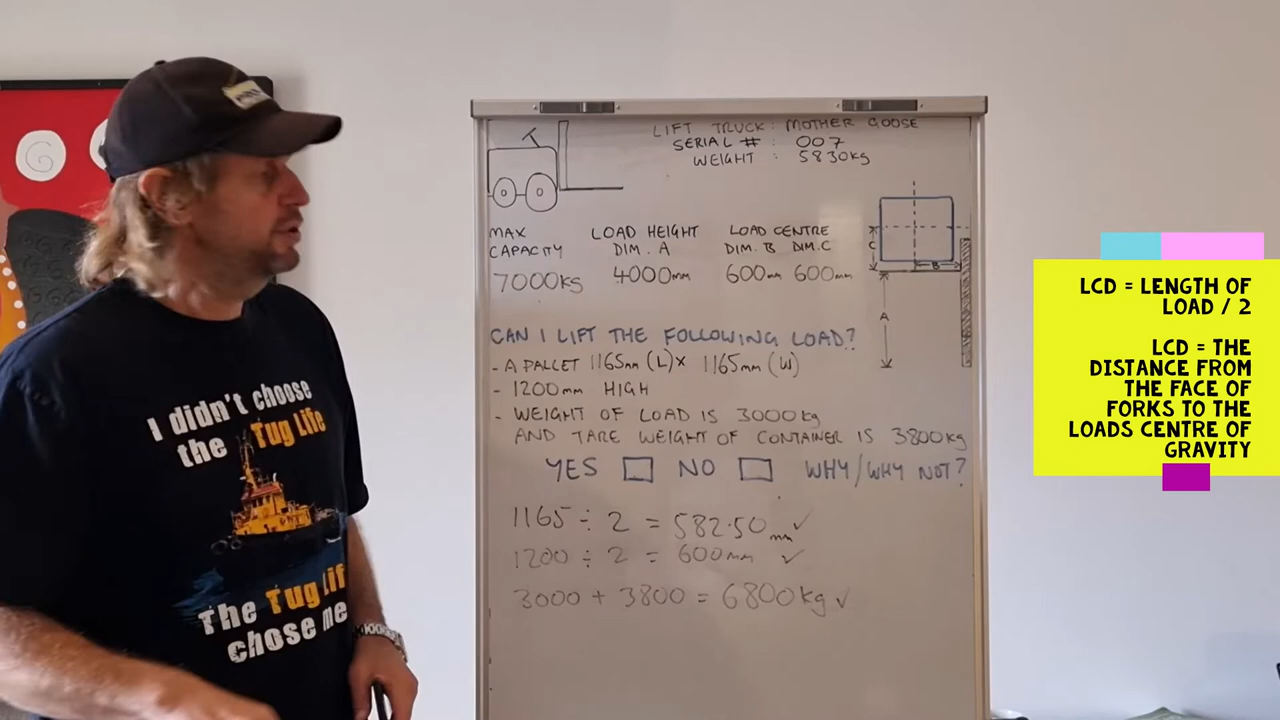 LIFT TRUCK: MOTHER GOOSE
SERIAL # : 007
WEIGHT : 5830kg
MAX CAPACITY
7000KGS
LOAD HEIGHT
DIM. A
4000mm
LOAD CENTRE
DIM. B DIM. C
600mm 600mm
C
B
A
CAN I LIFT THE FOLLOWING LOAD?
- A PALLET 1165mm (L) x 1165mm (W)
- 1200mm HIGH
- WEIGHT OF LOAD IS 3000kg
AND TARE WEIGHT OF CONTAINER IS 3800kg
YES NO WHY/WHY NOT?
1165 ÷ 2 = 582.50mm ✓
1200 ÷ 2 = 600mm ✓
3000 + 3800 = 6800kg ✓
LCD = LENGTH OF
LOAD / 2
LCD = THE
DISTANCE FROM
THE FACE OF
FORKS TO THE
LOADS CENTRE OF
GRAVITY
I didn't choose
the Tug Life
The Tug Lif
chose me